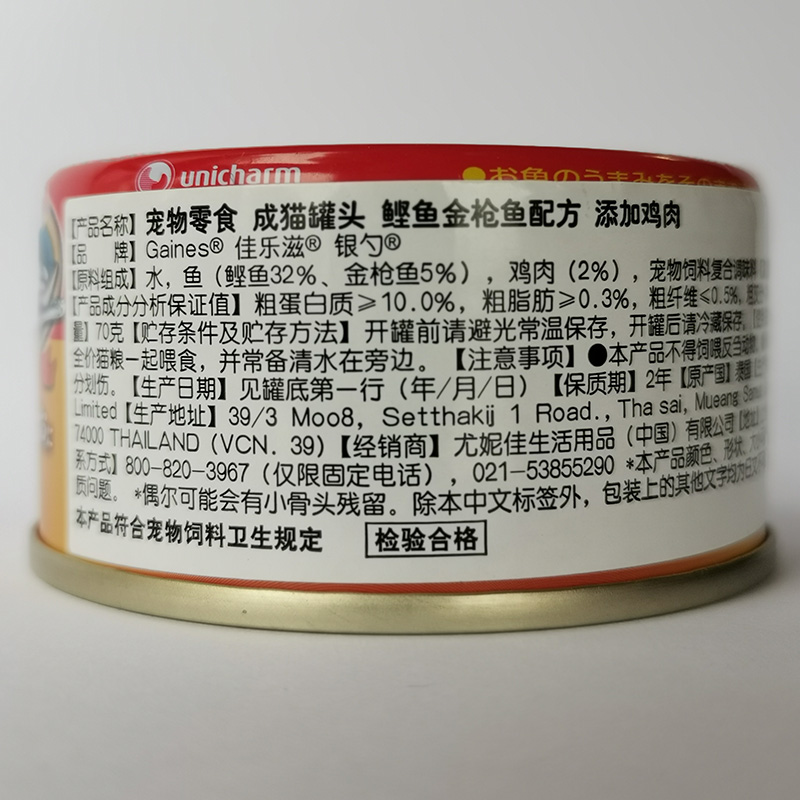 unicharm
●お魚のうまみをその
【产品名称】宠物零食 成猫罐头 鲣鱼金枪鱼配方 添加鸡肉
【品 牌】Gaines® 佳乐滋® 银勺®
【原料组成】水,鱼(鲣鱼32%、金枪鱼5%),鸡肉(2%),宠物饲料复合调味料
【产品成分分析保证值】粗蛋白质≥10.0%,粗脂肪≥0.3%,粗纤维≤0.5%,
量】70克【贮存条件及贮存方法】开罐前请避光常温保存,开罐后请冷藏保存。
全价猫粮一起喂食,并常备清水在旁边。【注意事项】●本产品不得饲喂反刍动物
分划伤。【生产日期】见罐底第一行(年/月/日)【保质期】2年【原产国】泰国
Limited【生产地址】39/3 Moo8, Setthakij 1 Road., Tha sai, Mueang
74000 THAILAND (VCN. 39)【经销商】尤妮佳生活用品(中国)有限公司
系方式】800-820-3967(仅限固定电话),021-53855290 *本产品颜色、形状、
质问题。 *偶尔可能会有小骨头残留。除本中文标签外,包装上的其他文字均为
本产品符合宠物饲料卫生规定 检验合格